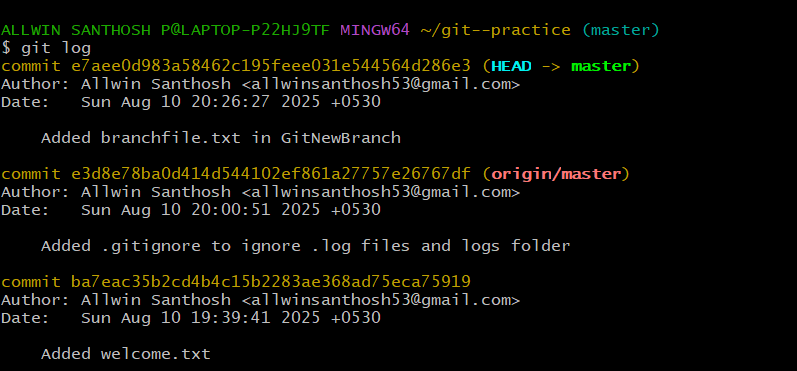 ALLWIN SANTHOSH P@LAPTOP-P22HJ9TF MINGW64 ~/git--practice (master)
$ git log
commit e7aee0d983a58462c195feee031e544564d286e3 (HEAD -> master)
Author: Allwin Santhosh <allwinsanthosh53@gmail.com>
Date:   Sun Aug 10 20:26:27 2025 +0530
    Added branchfile.txt in GitNewBranch
commit e3d8e78ba0d414d544102ef861a27757e26767df (origin/master)
Author: Allwin Santhosh <allwinsanthosh53@gmail.com>
Date:   Sun Aug 10 20:00:51 2025 +0530
    Added .gitignore to ignore .log files and logs folder
commit ba7eac35b2cd4b4c15b2283ae368ad75eca75919
Author: Allwin Santhosh <allwinsanthosh53@gmail.com>
Date:   Sun Aug 10 19:39:41 2025 +0530
    Added welcome.txt